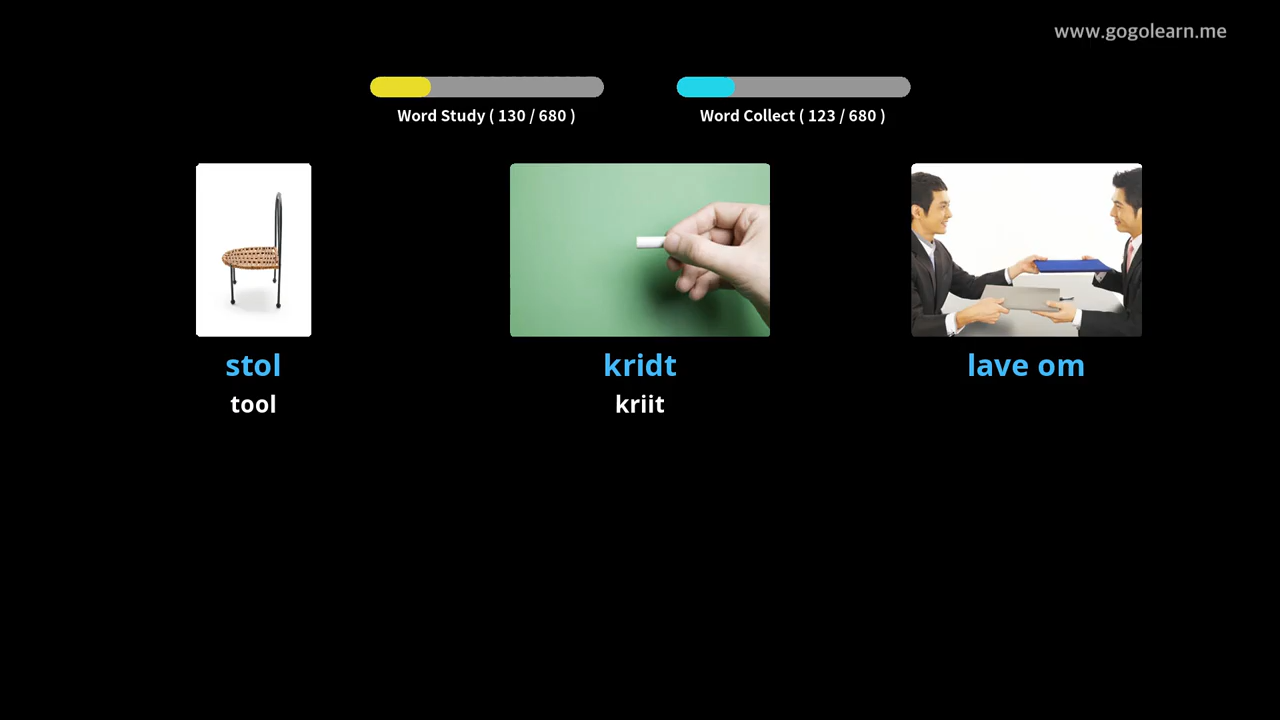 www.gogolearn.me
Word Study ( 130 / 680 )
Word Collect ( 123 / 680 )
stol
kridt
lave om
tool
kriit